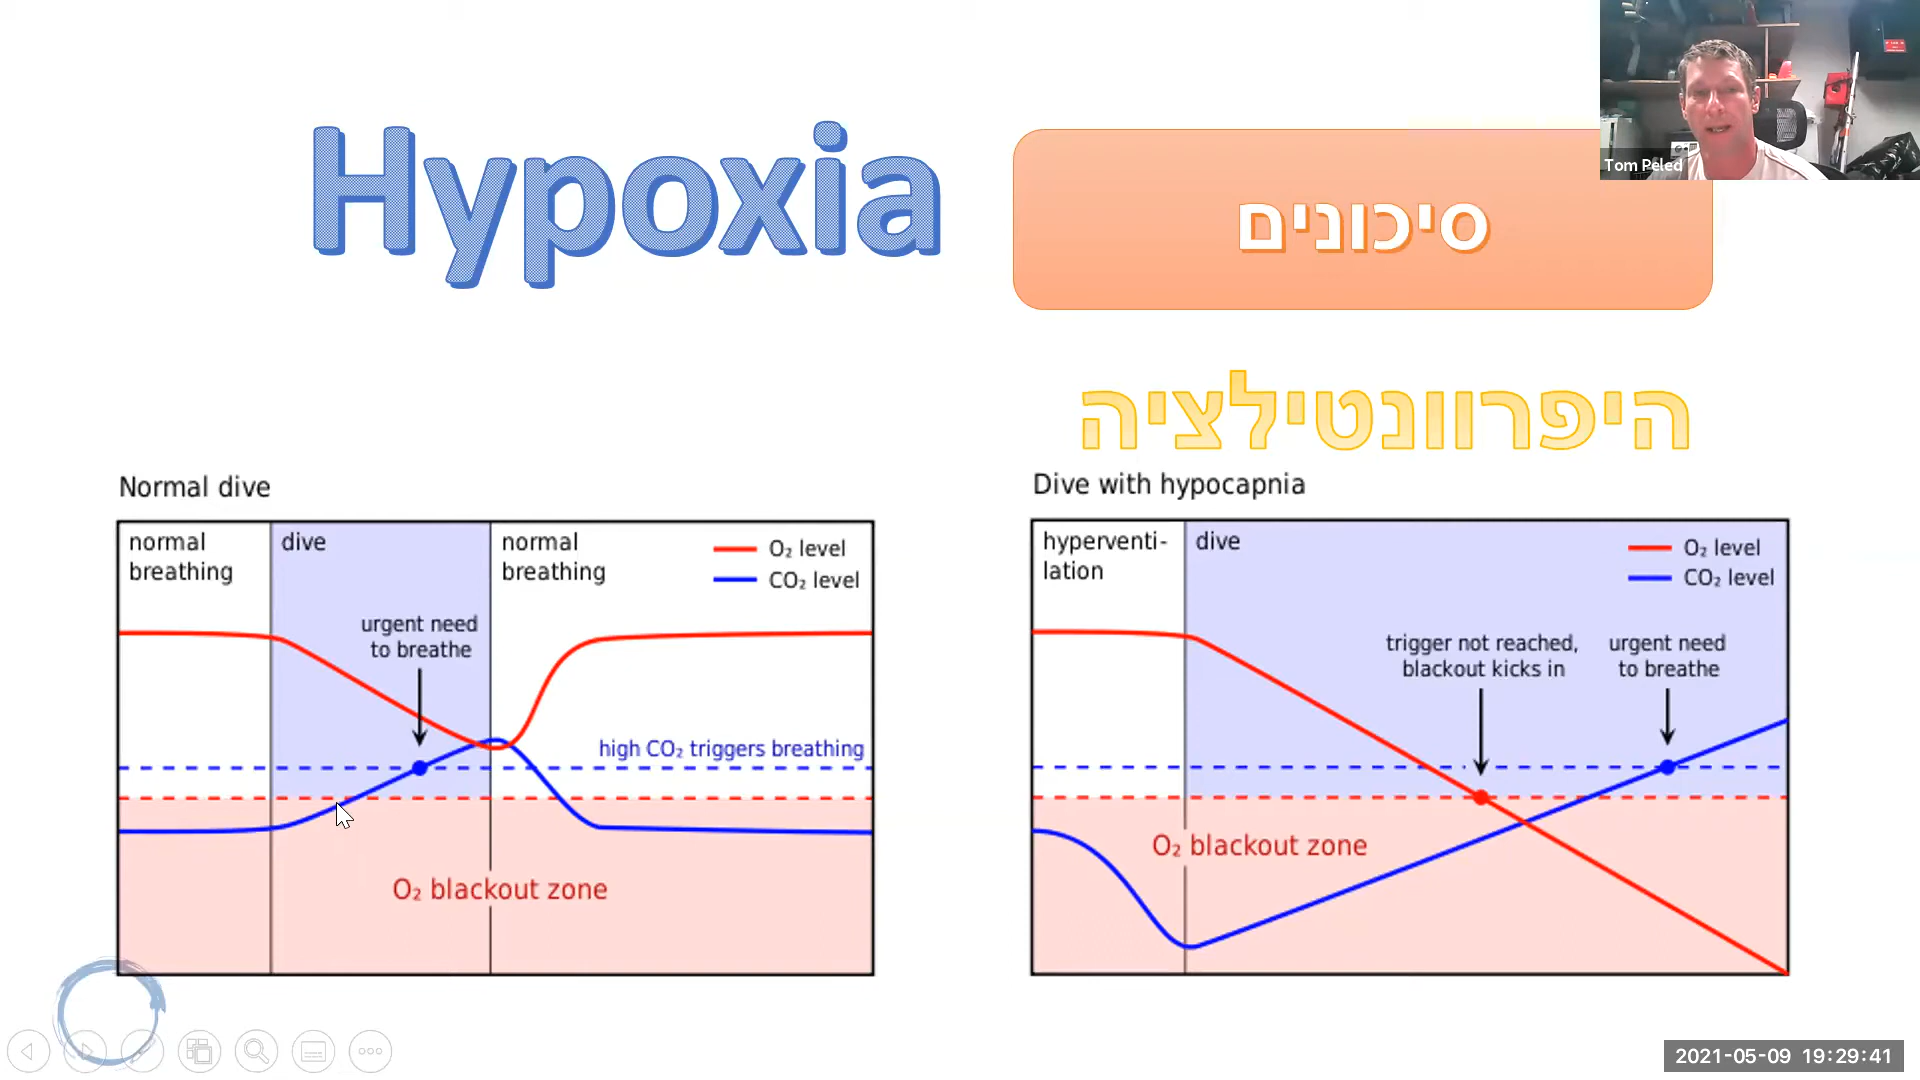 Hypoxia
סיכונים
Tom Peled
היפרוונטילציה
Normal dive
normal
breathing
dive
normal
breathing
O₂ level
CO₂ level
urgent need
to breathe
high CO₂ triggers breathing
O₂ blackout zone
Dive with hypocapnia
hyperventi-
lation
dive
O₂ level
CO₂ level
trigger not reached,
blackout kicks in
urgent need
to breathe
O₂ blackout zone
2021-05-09 19:29:41